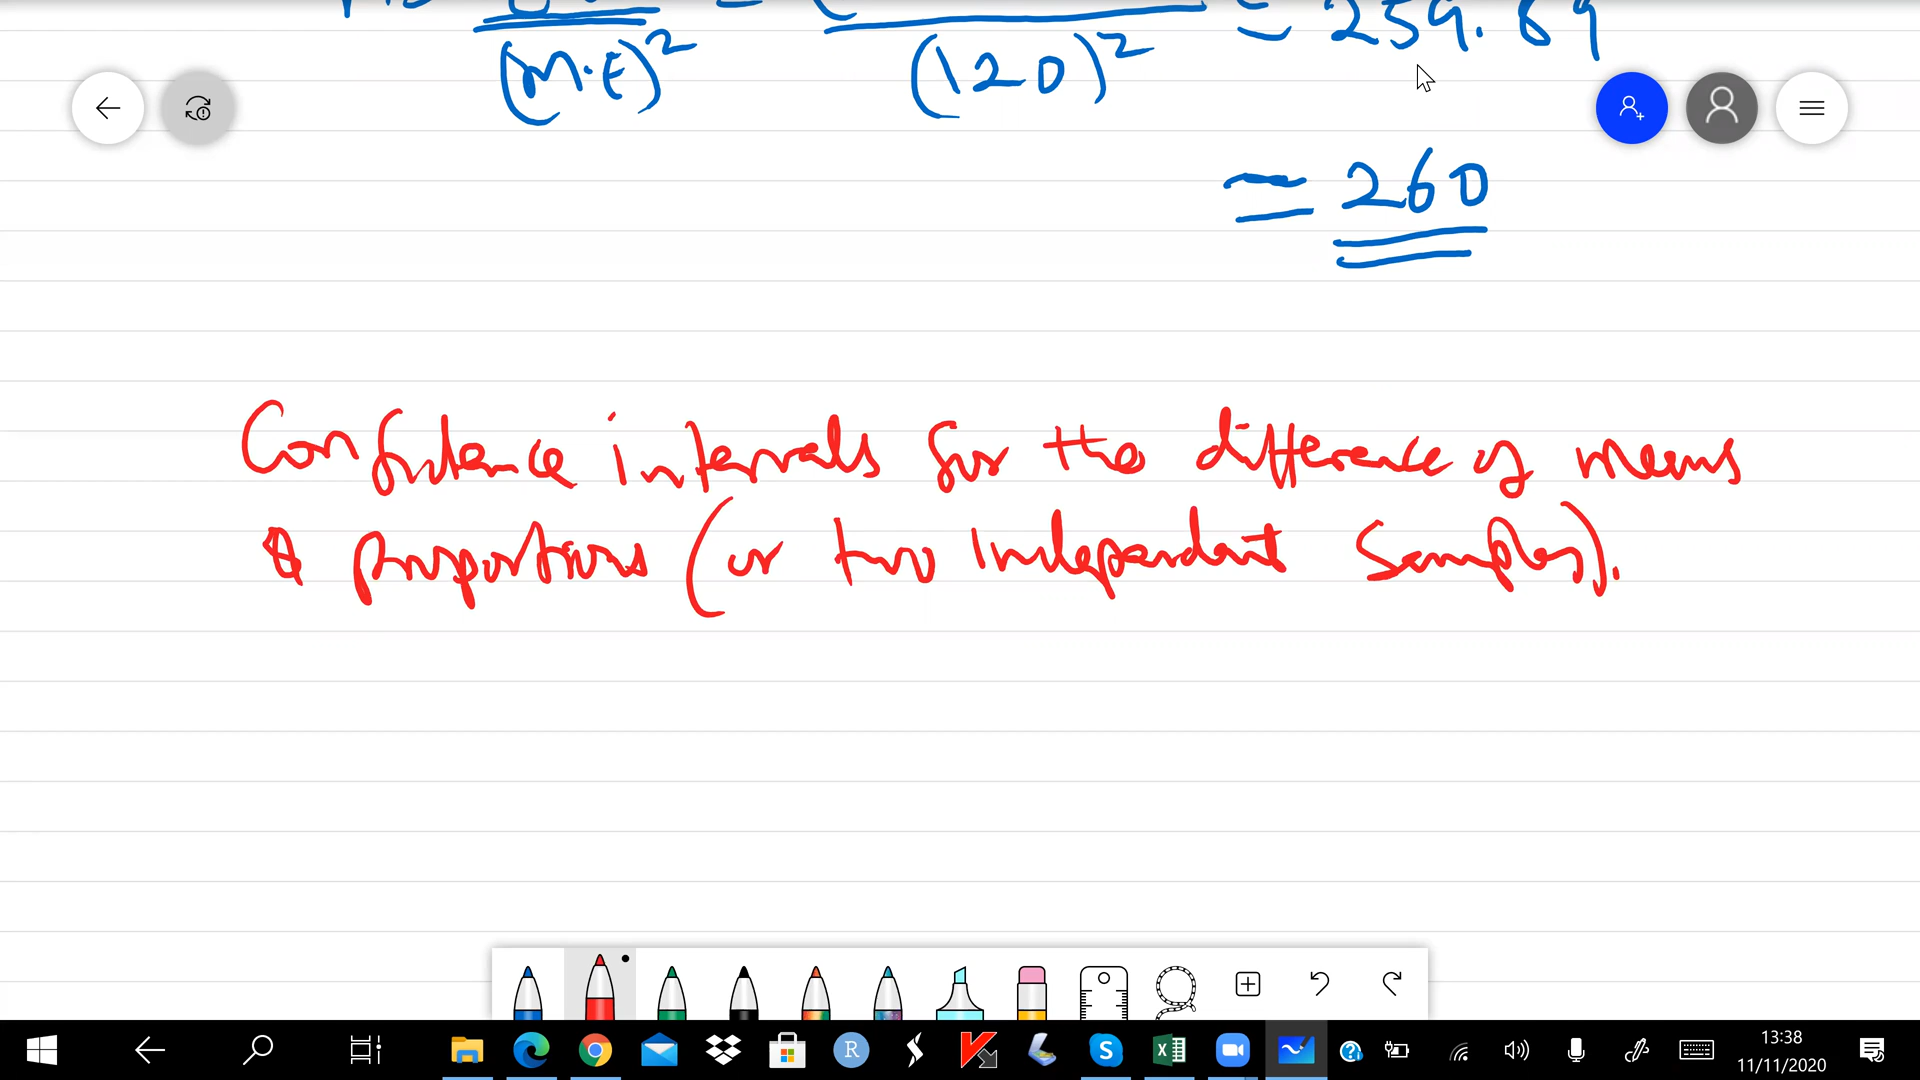 (M.E)² (120)² = 259.89
= 260
Confidence intervals for the difference of means
& proportions (or two independent samples).
13:38
11/11/2020